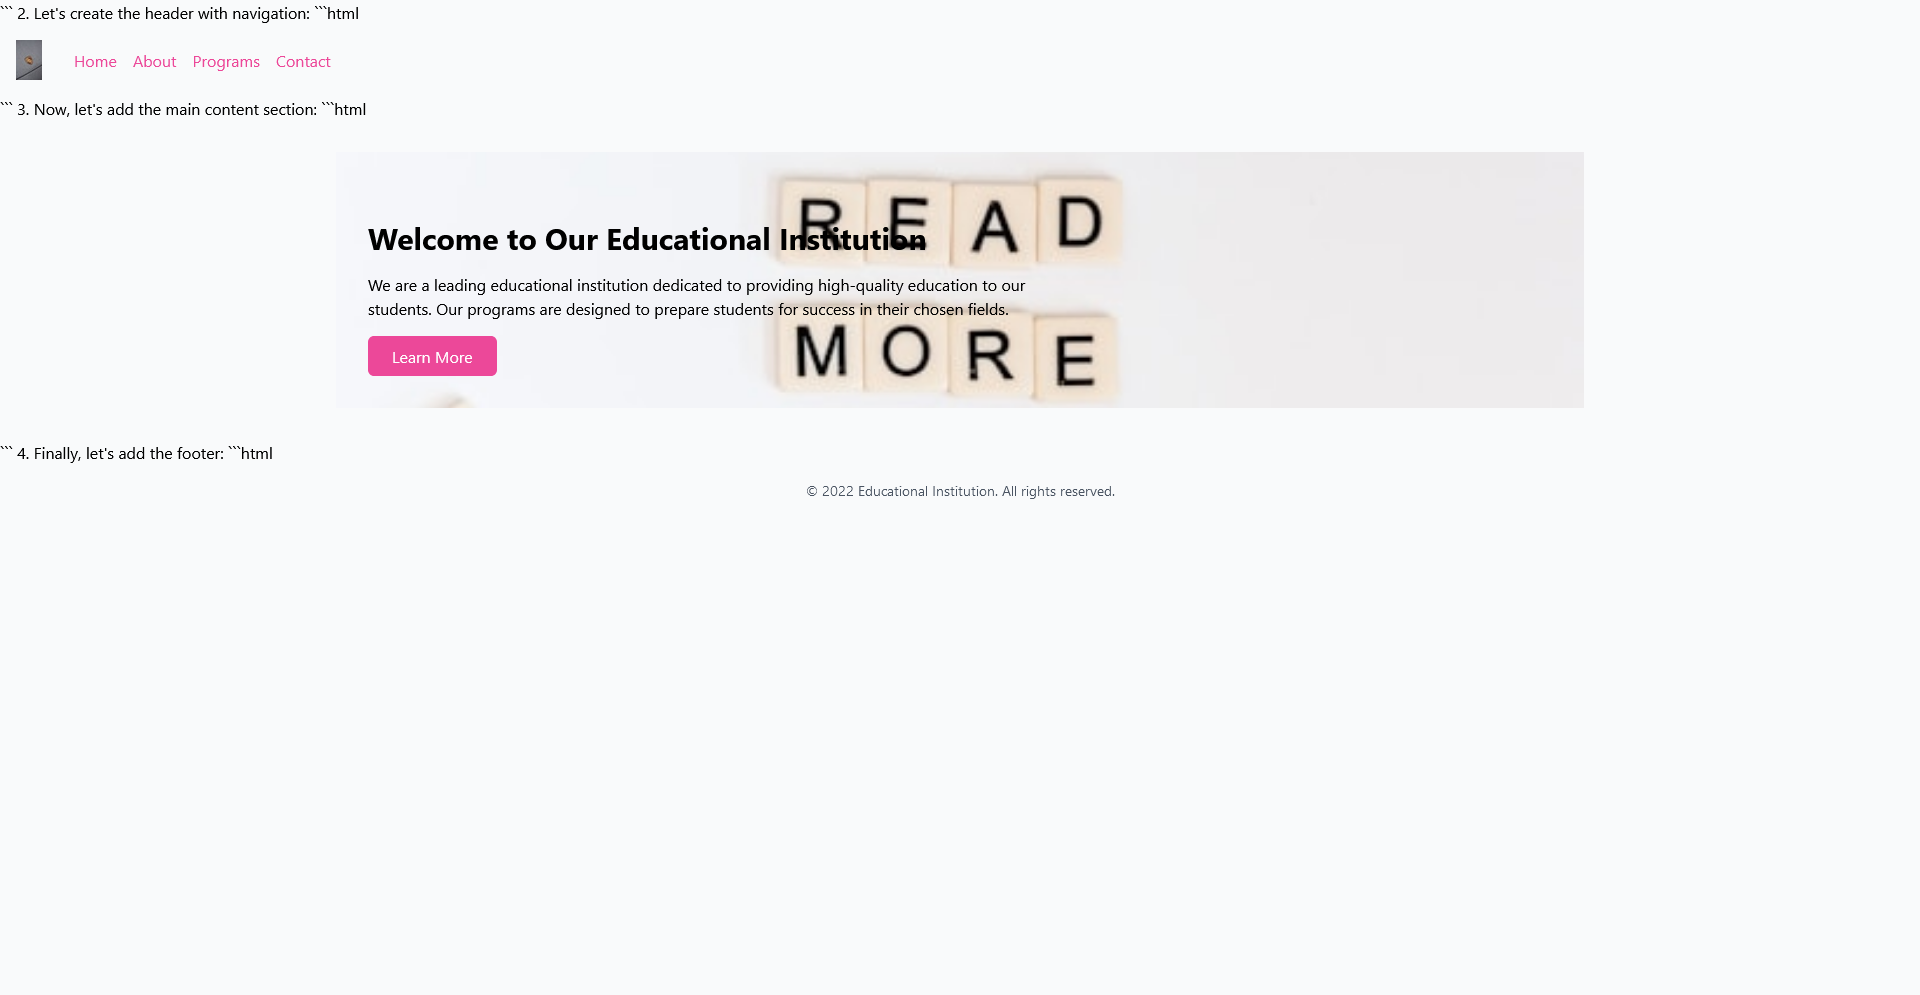 ``` 2. Let's create the header with navigation: ```html
Home About Programs Contact
``` 3. Now, let's add the main content section: ```html
READ
Welcome to Our Educational Institution
We are a leading educational institution dedicated to providing high-quality education to our
students. Our programs are designed to prepare students for success in their chosen fields.
MORE
Learn More
``` 4. Finally, let's add the footer: ```html
© 2022 Educational Institution. All rights reserved.